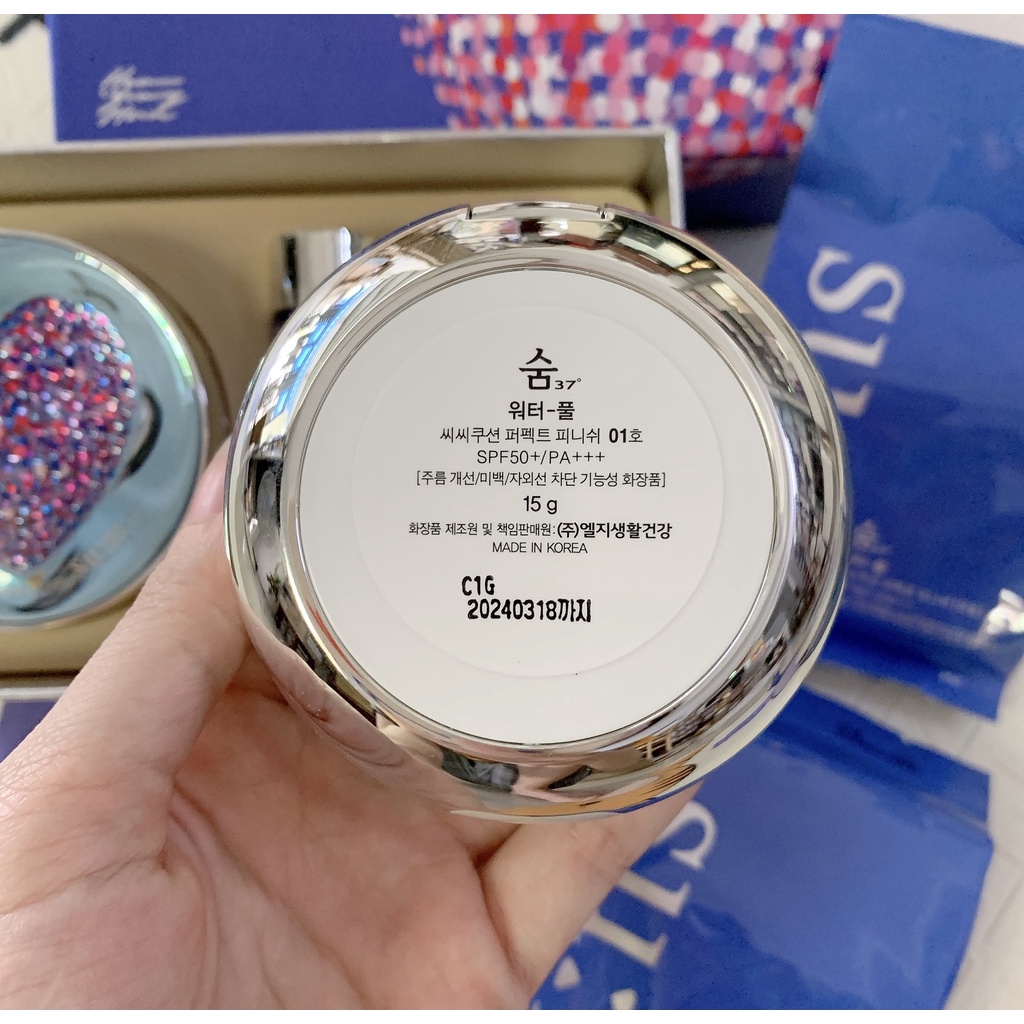 숨37°
워터-풀
씨씨쿠션 퍼펙트 피니쉬 01호
SPF50+/PA+++
[주름 개선/미백/자외선 차단 기능성 화장품]
15 g
화장품 제조원 및 책임판매원: (주)엘지생활건강
MADE IN KOREA
C1G
20240318까지
숨